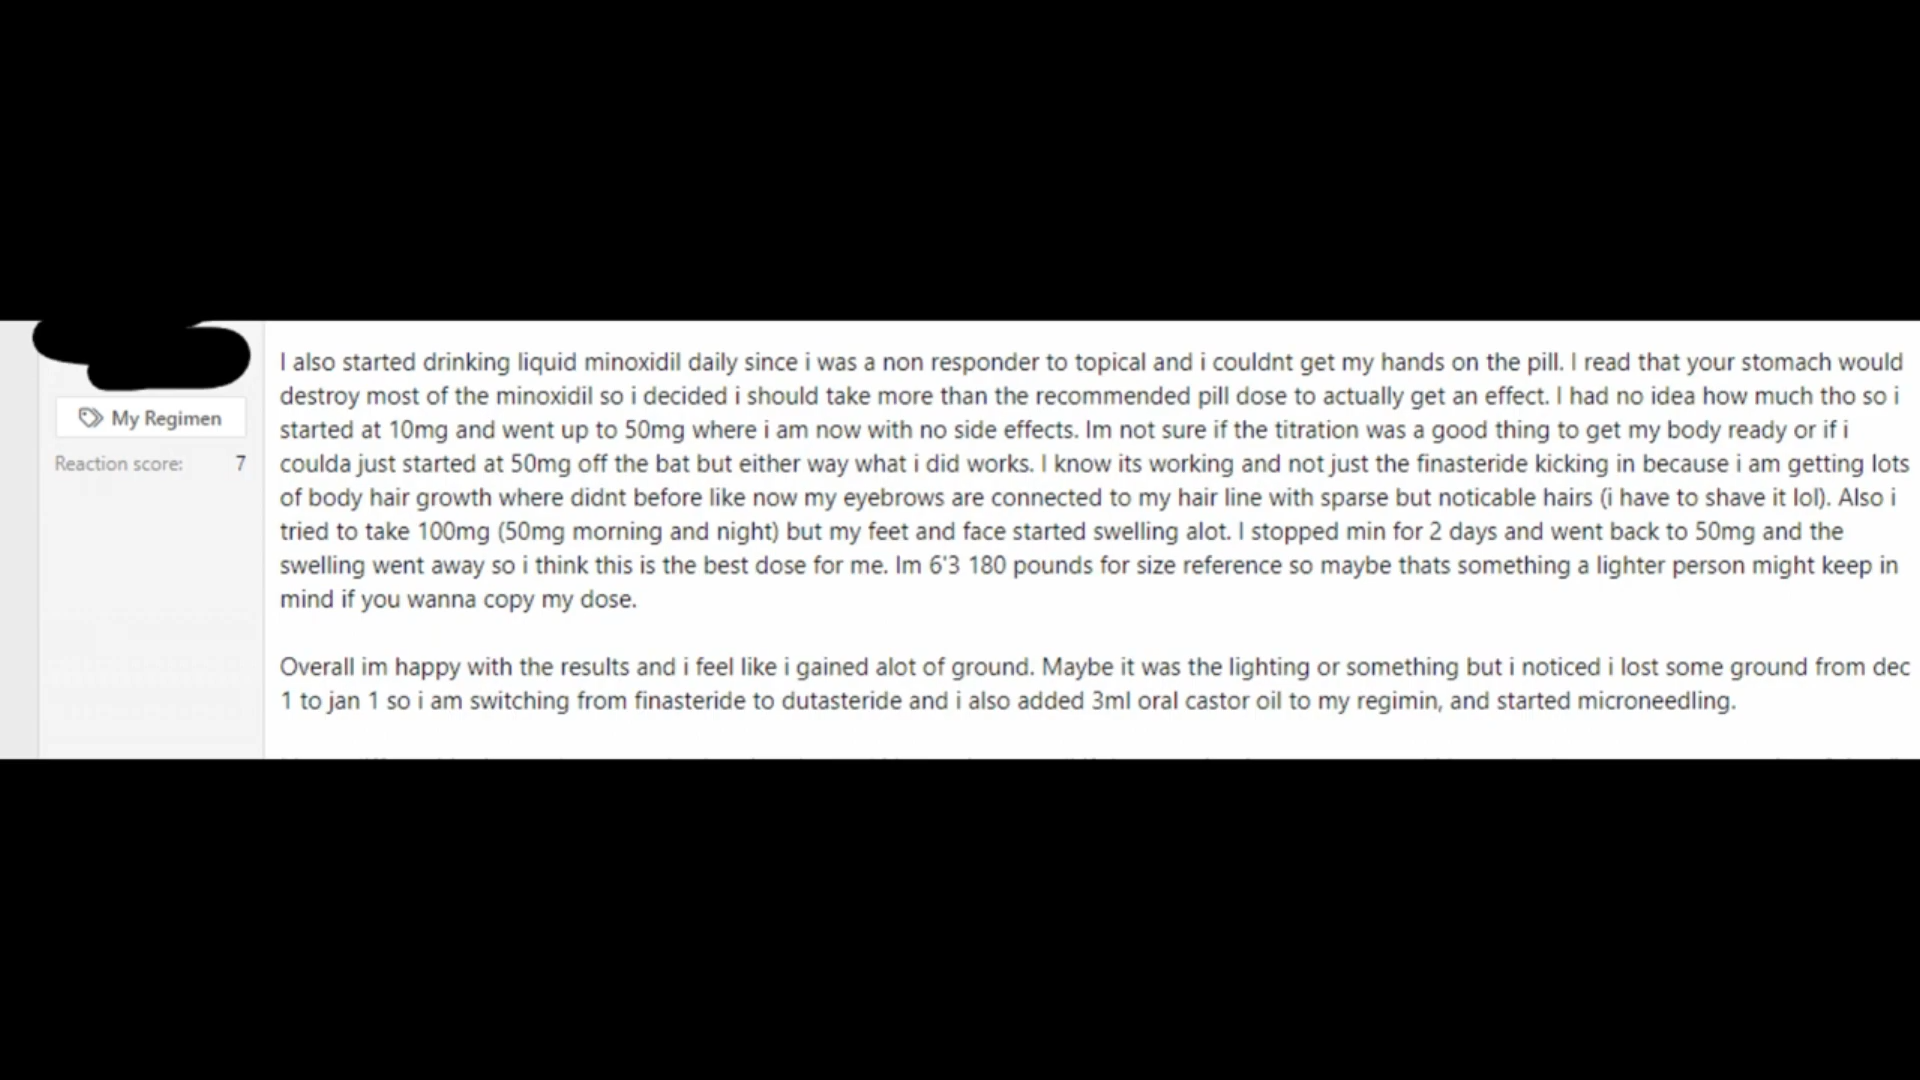 I also started drinking liquid minoxidil daily since i was a non responder to topical and i couldnt get my hands on the pill. I read that your stomach would
destroy most of the minoxidil so i decided i should take more than the recommended pill dose to actually get an effect. I had no idea how much tho so i
started at 10mg and went up to 50mg where i am now with no side effects. Im not sure if the titration was a good thing to get my body ready or if i
coulda just started at 50mg off the bat but either way what i did works. I know its working and not just the finasteride kicking in because i am getting lots
of body hair growth where didnt before like now my eyebrows are connected to my hair line with sparse but noticable hairs (i have to shave it lol). Also i
tried to take 100mg (50mg morning and night) but my feet and face started swelling alot. I stopped min for 2 days and went back to 50mg and the
swelling went away so i think this is the best dose for me. Im 6'3 180 pounds for size reference so maybe thats something a lighter person might keep in
mind if you wanna copy my dose.
Overall im happy with the results and i feel like i gained alot of ground. Maybe it was the lighting or something but i noticed i lost some ground from dec
1 to jan 1 so i am switching from finasteride to dutasteride and i also added 3ml oral castor oil to my regimin, and started microneedling.
My Regimen
Reaction score: 7